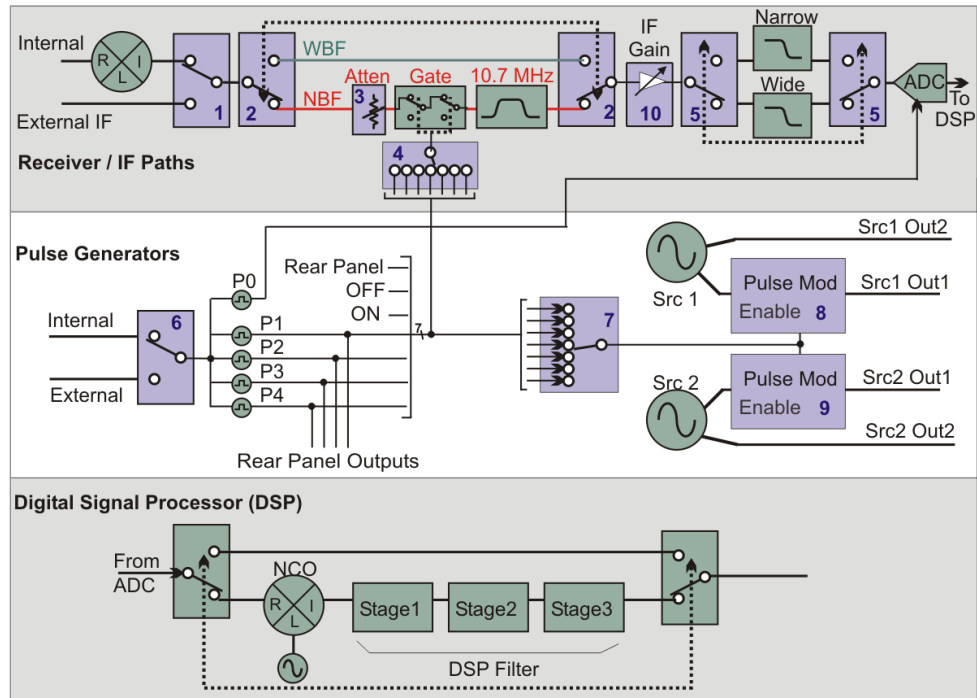 Internal
R
I
L
External IF
1
2
WBF
NBF
Atten
3
Gate
10.7 MHz
2
IF
Gain
10
5
Narrow
Wide
5
ADC
To
DSP
4
Receiver / IF Paths
Pulse Generators
Internal
External
6
P0
P1
P2
P3
P4
Rear Panel
OFF
ON
7
Rear Panel Outputs
7
Src 1
Src1 Out2
Pulse Mod
Enable 8
Src1 Out1
Src 2
Pulse Mod
Enable 9
Src2 Out1
Src2 Out2
Digital Signal Processor (DSP)
From
ADC
NCO
R
I
L
Stage1
Stage2
Stage3
DSP Filter